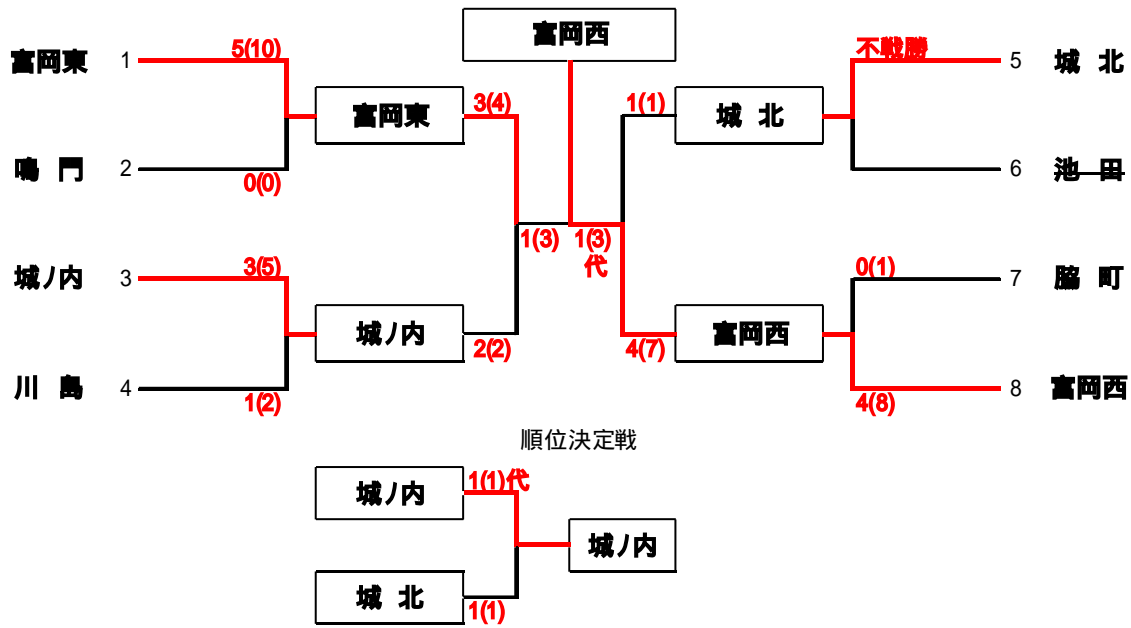 富岡西
富岡東 1 5(10) 不戦勝 5 城 北
富岡東 3(4) 1(1) 城 北
鳴 門 2 0(0) 6 池 田
1(3) 1(3)
代
城ノ内 3 3(5) 0(1) 7 脇 町
城ノ内 2(2) 4(7) 富岡西
川 島 4 1(2) 4(8) 8 富岡西
順位決定戦
城ノ内 1(1)代
城ノ内
城 北 1(1)